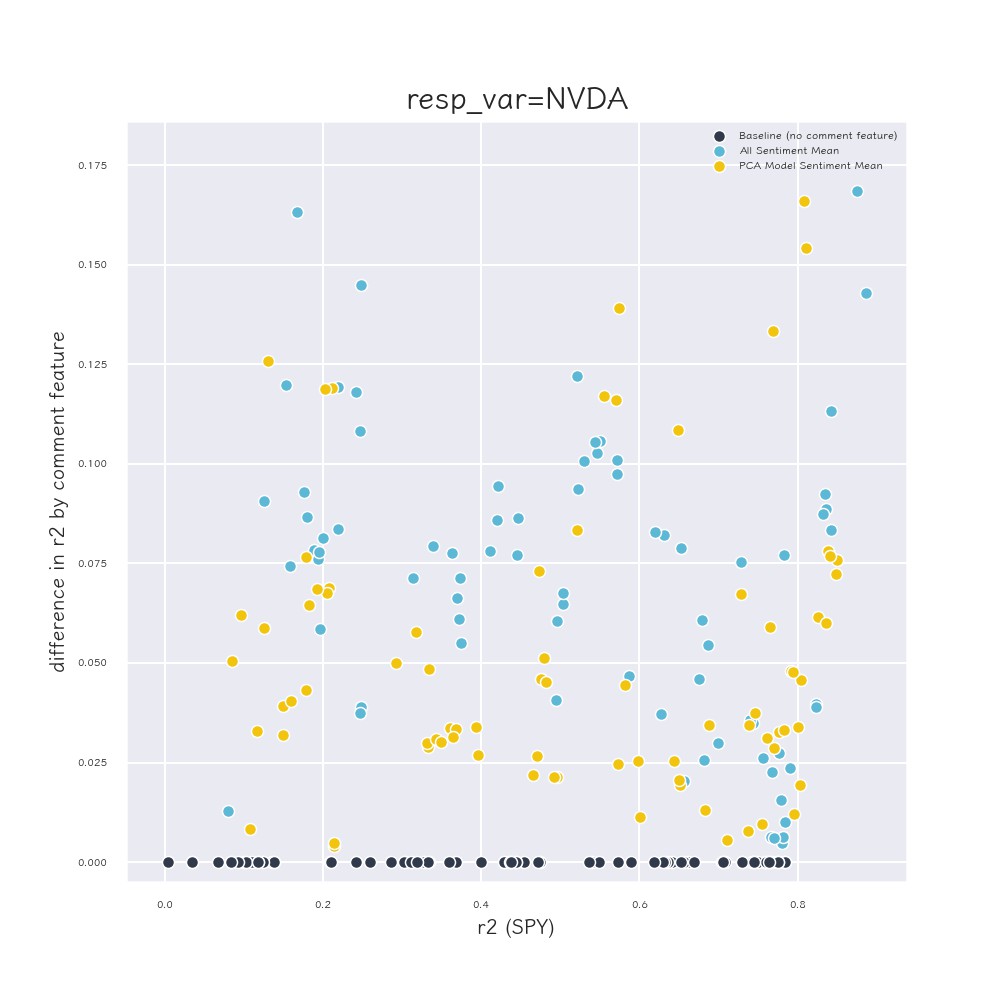 resp_var=NVDA
Baseline (no comment feature)
All Sentiment Mean
PCA Model Sentiment Mean
0.175
0.150
0.125
0.100
0.075
0.050
0.025
0.000
difference in r2 by comment feature
0.0 0.2 0.4 0.6 0.8
r2 (SPY)